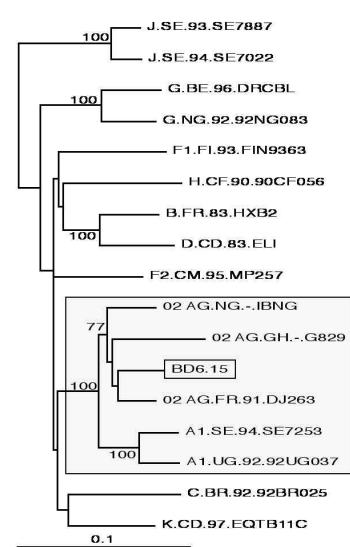 J.SE.93.SE7887
100
J.SE.94.SE7022
G.BE.96.DRCBL
100
G.NG.92.92NG083
F1.FI.93.FIN9363
H.CF.90.90CF056
B.FR.83.HXB2
100
D.CD.83.ELI
F2.CM.95.MP257
02 AG.NG.-.IBNG
77
02 AG.GH.-.G829
BD6.15
100
02 AG.FR.91.DJ263
A1.SE.94.SE7253
100
A1.UG.92.92UG037
C.BR.92.92BR025
K.CD.97.EQTB11C
0.1